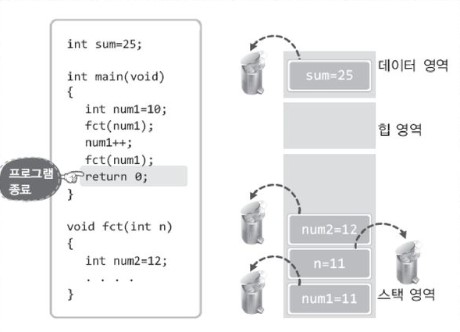 int sum=25;
int main(void)
{
int num1=10;
fct(num1);
num1++;
fct(num1);
return 0;
}
void fct(int n)
{
int num2=12;
. . . .
}
프로그램
종료
sum=25
데이터 영역
힙 영역
num2=12
n=11
num1=11
스택 영역